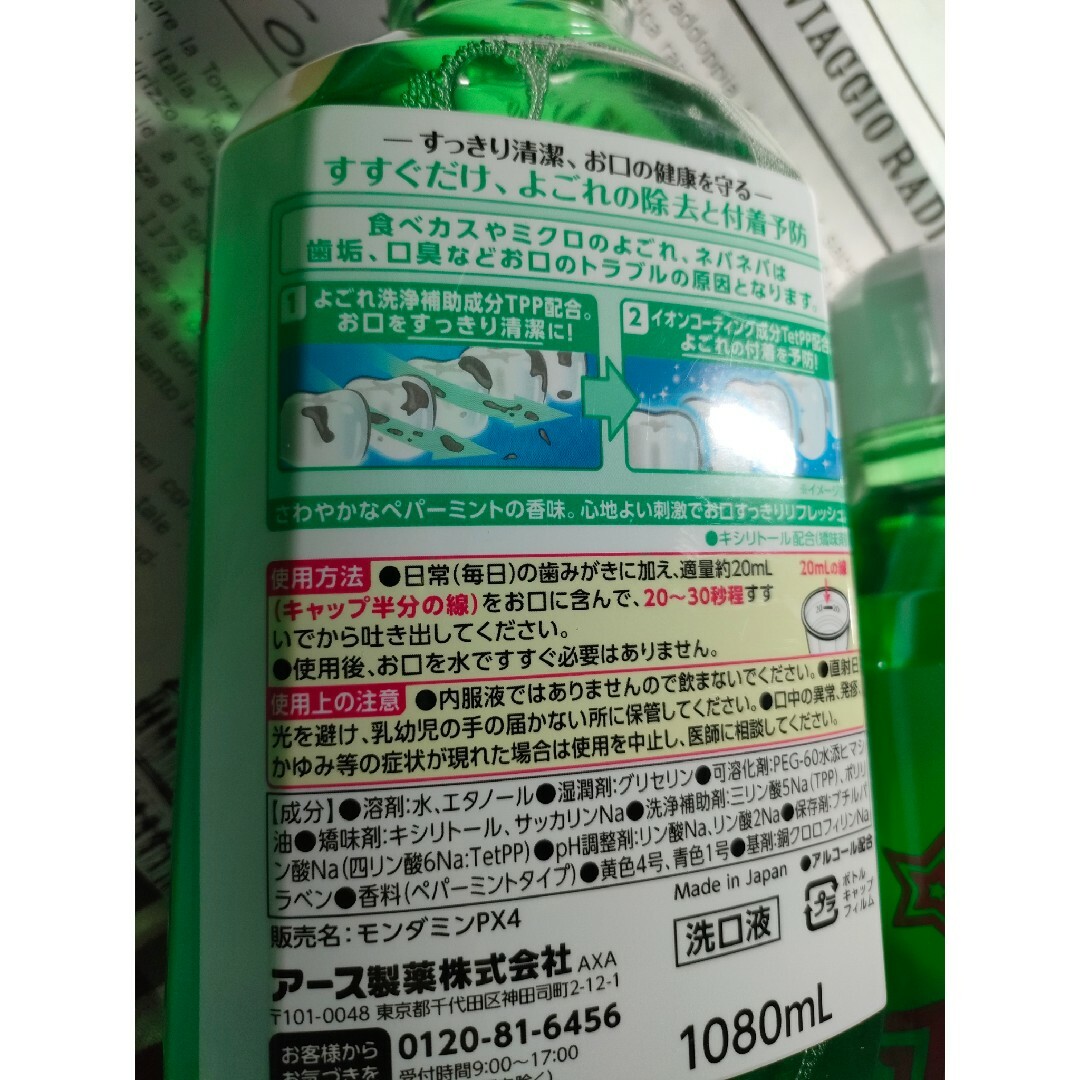 VIAGGIO RADI
―すっきり清潔、お口の健康を守る―
すすぐだけ、よごれの除去と付着予防
食べカスやミクロのよごれ、ネバネバは
歯垢、口臭などお口のトラブルの原因となります。
1 よごれ洗浄補助成分TPP配合。
お口をすっきり清潔に!
2 イオンコーティング成分TetPP配合
よごれの付着を予防!
※イメージ
さわやかなペパーミントの香味。心地よい刺激でお口すっきりリフレッシュ
●キシリトール配合(清味剤
使用方法 ●日常(毎日)の歯みがきに加え、適量約20mL
(キャップ半分の線)をお口に含んで、20〜30秒程すす
いでから吐き出してください。
●使用後、お口を水ですすぐ必要はありません。
20mLの線
使用上の注意 ●内服液ではありませんので飲まないでください。●直射日
光を避け、乳幼児の手の届かない所に保管してください。●口中の異常、発疹、
かゆみ等の症状が現れた場合は使用を中止し、医師に相談してください。
【成分】●溶剤:水、エタノール●湿潤剤:グリセリン●可溶化剤:PEG-60水添ヒマシ
油●矯味剤:キシリトール、サッカリンNa●洗浄補助剤:三リン酸5Na(TPP)、ポリリ
ン酸Na(四リン酸6Na:TetPP)●pH調整剤:リン酸Na、リン酸2Na●保存剤:ブチルパ
ラベン●香料(ペパーミントタイプ)●黄色4号、青色1号●基剤:銅クロロフィリンNa
●アルコール配合
販売名:モンダミンPX4
Made in Japan
洗口液
プラ
ボトル
キャップ
フィルム
アース製薬株式会社 AXA
〒101-0048 東京都千代田区神田司町2-12-1
お客様から
お気づきを
0120-81-6456
受付時間9:00〜17:00
1080mL